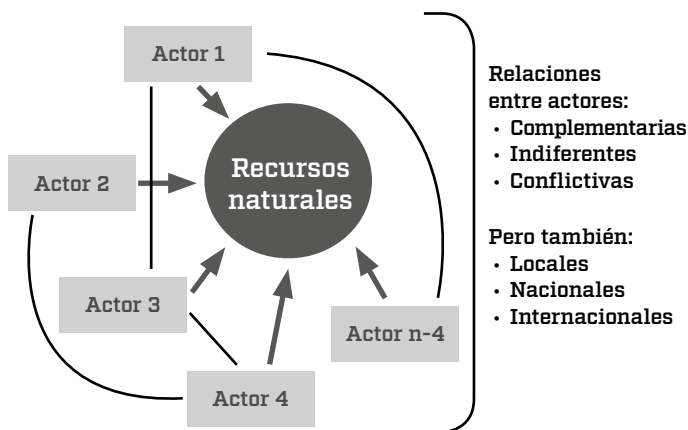 Actor 1
Actor 2
Actor 3
Actor 4
Actor n-4
Recursos
naturales
Relaciones
entre actores:
• Complementarias
• Indiferentes
• Conflictivas
Pero también:
• Locales
• Nacionales
• Internacionales